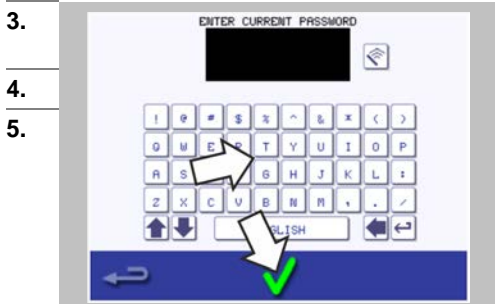 3.
ENTER CURRENT PASSWORD
4.
! @ # $ % ^ & * ( )
5.
Q W E R T Y U I O P
A S G H J K L :
Z X C V B N M , . /
GLISH